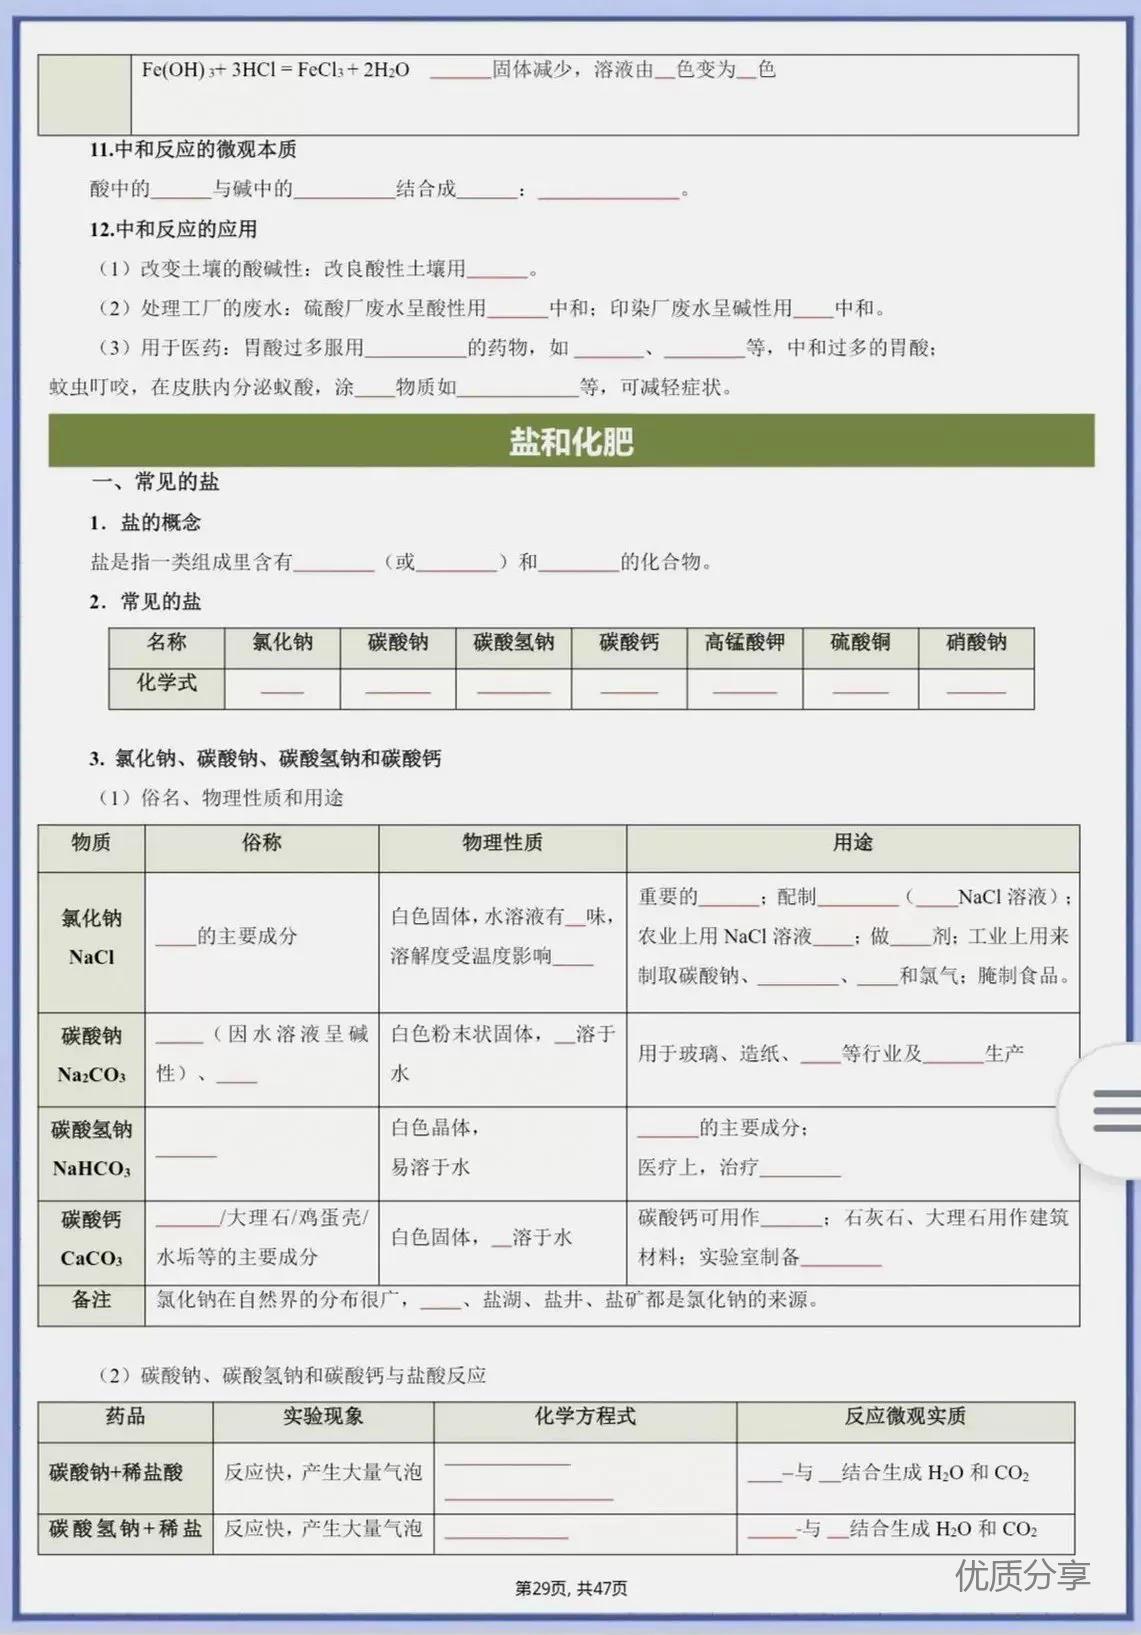 Fe(OH)₃+ 3HCl = FeCl₃ + 2H₂O ______固体减少，溶液由__色变为__色
11.中和反应的微观本质
酸中的______与碱中的__________结合成______：______________。
12.中和反应的应用
（1）改变土壤的酸碱性：改良酸性土壤用______。
（2）处理工厂的废水：硫酸厂废水呈酸性用______中和；印染厂废水呈碱性用____中和。
（3）用于医药：胃酸过多服用__________的药物，如 _______、________等，中和过多的胃酸；
蚊虫叮咬，在皮肤内分泌蚁酸，涂____物质如____________等，可减轻症状。
盐和化肥
一、常见的盐
1．盐的概念
盐是指一类组成里含有________（或________）和________的化合物。
2．常见的盐
名称 氯化钠 碳酸钠 碳酸氢钠 碳酸钙 高锰酸钾 硫酸铜 硝酸钠
化学式 ____ ______ _______ _____ ______ _____ _____
3. 氯化钠、碳酸钠、碳酸氢钠和碳酸钙
（1）俗名、物理性质和用途
物质 俗称 物理性质 用途
氯化钠
NaCl
____的主要成分
白色固体，水溶液有__味，
溶解度受温度影响____
重要的______；配制________（____NaCl 溶液）；
农业上用 NaCl 溶液____；做____剂；工业上用来
制取碳酸钠、________、____和氯气；腌制食品。
碳酸钠
Na₂CO₃
_____（因水溶液呈碱
性）、____
白色粉末状固体，__溶于
水
用于玻璃、造纸、____等行业及______生产
碳酸氢钠
NaHCO₃
______
白色晶体，
易溶于水
______的主要成分；
医疗上，治疗________
碳酸钙
CaCO₃
______/大理石/鸡蛋壳/
水垢等的主要成分
白色固体，__溶于水
碳酸钙可用作______；石灰石、大理石用作建筑
材料；实验室制备________
备注 氯化钠在自然界的分布很广，____、盐湖、盐井、盐矿都是氯化钠的来源。
（2）碳酸钠、碳酸氢钠和碳酸钙与盐酸反应
药品 实验现象 化学方程式 反应微观实质
碳酸钠+稀盐酸 反应快，产生大量气泡 ____________
________________
___−与 __结合生成 H₂O 和 CO₂
碳酸氢钠+稀盐 反应快，产生大量气泡 ____________ _____-与 __结合生成 H₂O 和 CO₂
第29页, 共47页
优质分享